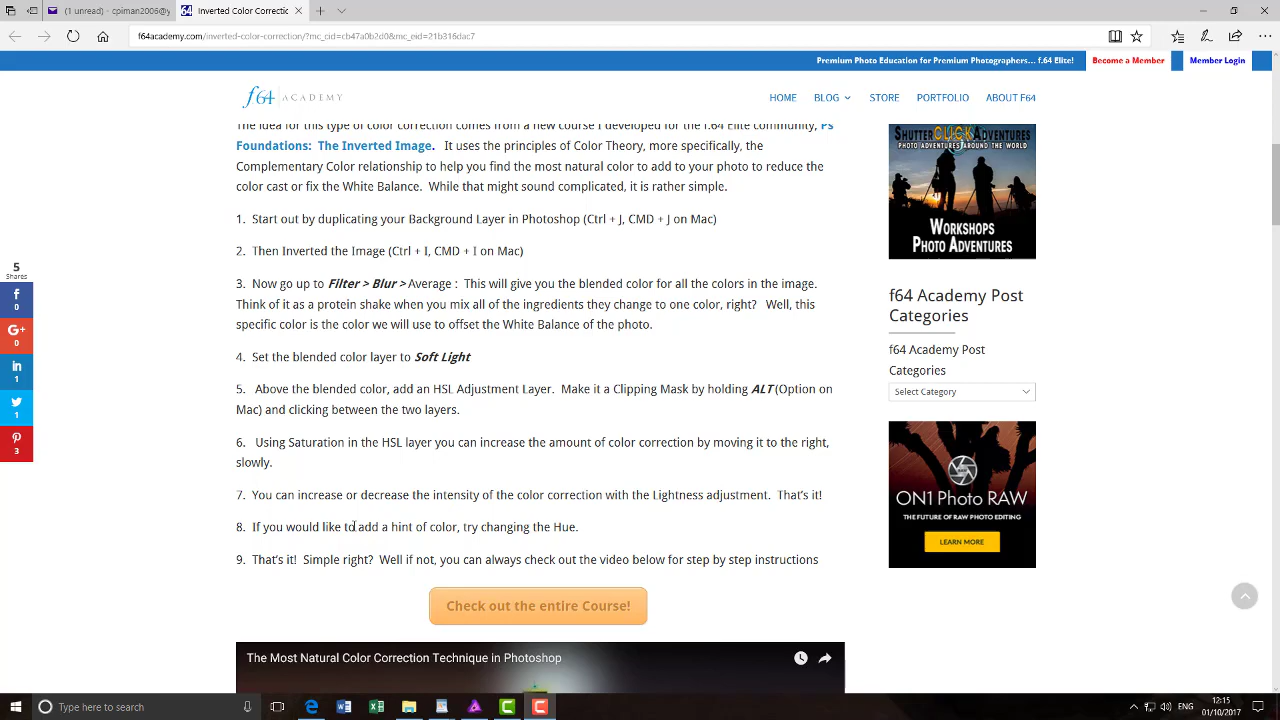 (1 unread) - ianman2006@y
Inverted Color
f64academy.com/inverted-color-correction/?mc_cid=cb47a0b2d0&mc_eid=21b316dac7
Premium Photo Education for Premium Photographers... f.64 Elite!
Become a Member
Member Login
f64 ACADEMY
HOME
BLOG
STORE
PORTFOLIO
ABOUT F64
The idea for this type of color correction comes from a new course I developed for the f.64 Elite community, Ps
Foundations: The Inverted Image. It uses the principles of Color Theory, more specifically, the
Complementary Color relationship to help you find the most natural color to add to your photo to reduce the
color cast or fix the White Balance. While that might sound complicated, it is rather simple.
1. Start out by duplicating your Background Layer in Photoshop (Ctrl + J, CMD + J on Mac)
2. Then Inverted the Image (Ctrl + I, CMD + I on Mac)
3. Now go up to Filter > Blur > Average : This will give you the blended color for all the colors in the image.
Think of it as a protein shake when you mix all of the ingredients they change to one color, right? Well, this
specific color is the color we will use to offset the White Balance of the photo.
4. Set the blended color layer to Soft Light
5. Above the blended color, add an HSL Adjustment Layer. Make it a Clipping Mask by holding ALT (Option on
Mac) and clicking between the two layers.
6. Using Saturation in the HSL layer you can increase the amount of color correction by moving it to the right,
slowly.
7. You can increase or decrease the intensity of the color correction with the Lightness adjustment. That's it!
8. If you would like to add a hint of color, try changing the Hue.
9. That's it! Simple right? Well if not, you can always check out the video below for step by step instructions
Check out the entire Course!
The Most Natural Color Correction Technique in Photoshop
5
Shares
0
G+
0
in
1
1
3
SHUTTERCLICKADVENTURES
PHOTO ADVENTURES AROUND THE WORLD
WORKSHOPS
PHOTO ADVENTURES
f64 Academy Post
Categories
f64 Academy Post
Categories
Select Category
ON1 Photo RAW
THE FUTURE OF RAW PHOTO EDITING
LEARN MORE
Type here to search
ENG
12:15
01/10/2017